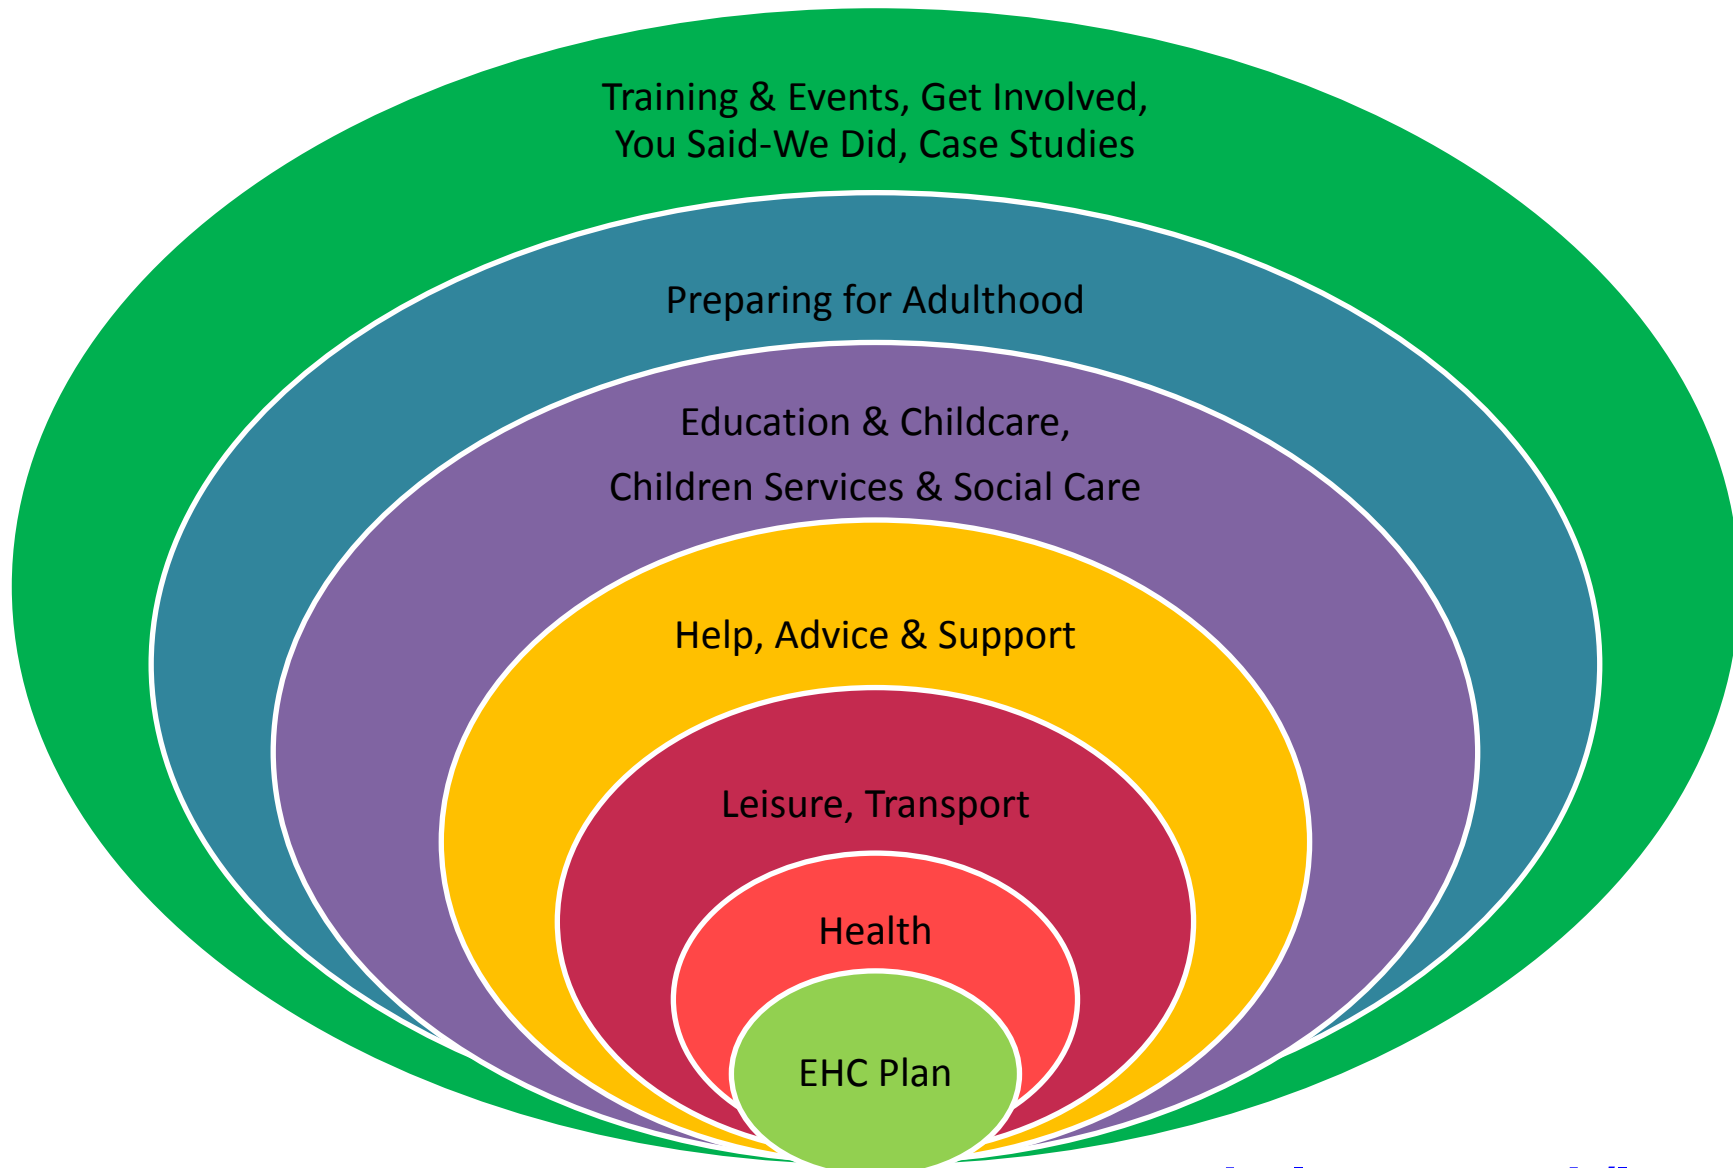 Training & Events, Get Involved,
You Said-We Did, Case Studies
Preparing for Adulthood
Education & Childcare,
Children Services & Social Care
Help, Advice & Support
Leisure, Transport
Health
EHC Plan